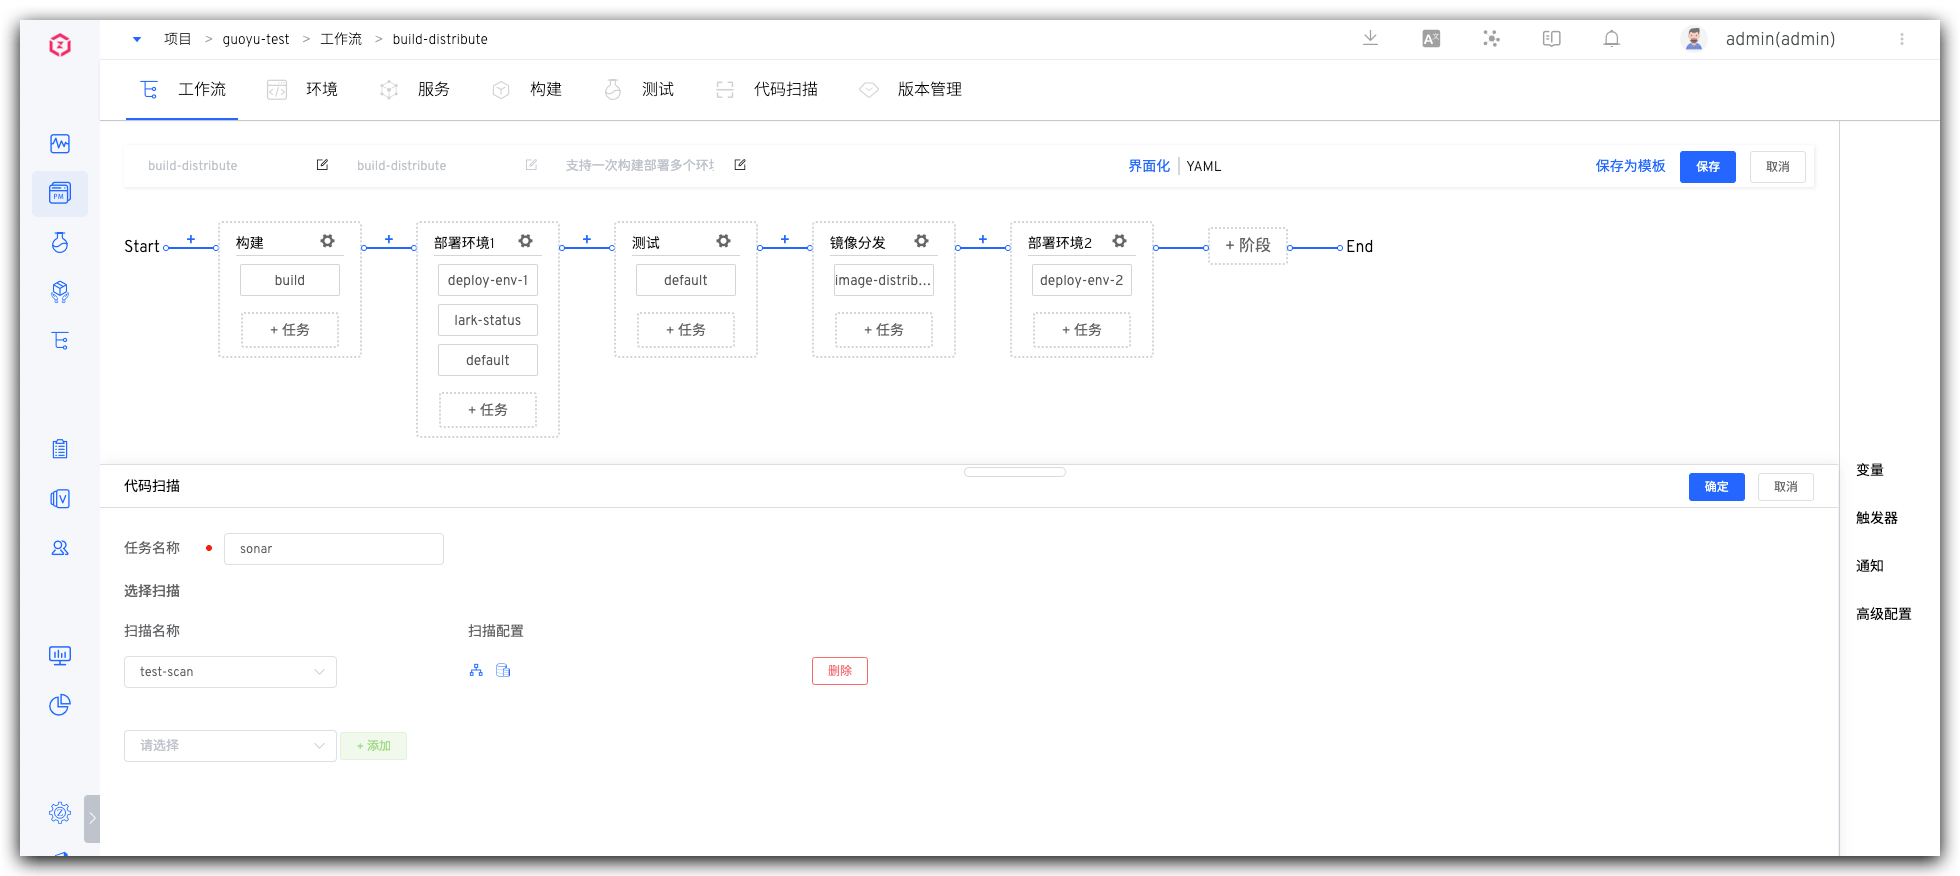 项目 > guoyu-test > 工作流 > build-distribute
admin(admin)
工作流 环境 服务 构建 测试 代码扫描 版本管理
build-distribute build-distribute 支持一次构建部署多个环
界面化 | YAML
保存为模板 保存 取消
Start 构建 部署环境1 测试 镜像分发 部署环境2 + 阶段 End
build deploy-env-1 default image-distrib... deploy-env-2
+ 任务 lark-status + 任务 + 任务 + 任务
default
+ 任务
代码扫描 确定 取消
任务名称 sonar
选择扫描
扫描名称 扫描配置
test-scan 删除
请选择 + 添加
变量
触发器
通知
高级配置
PM
V